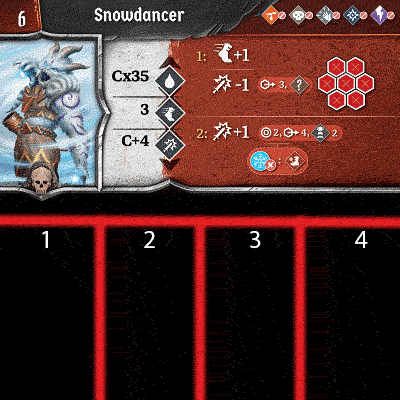 6 Snowdancer
Cx35
3
C+4
1: +1
-1 3, ?
2: +1 2, 4, 2
:
1 2 3 4